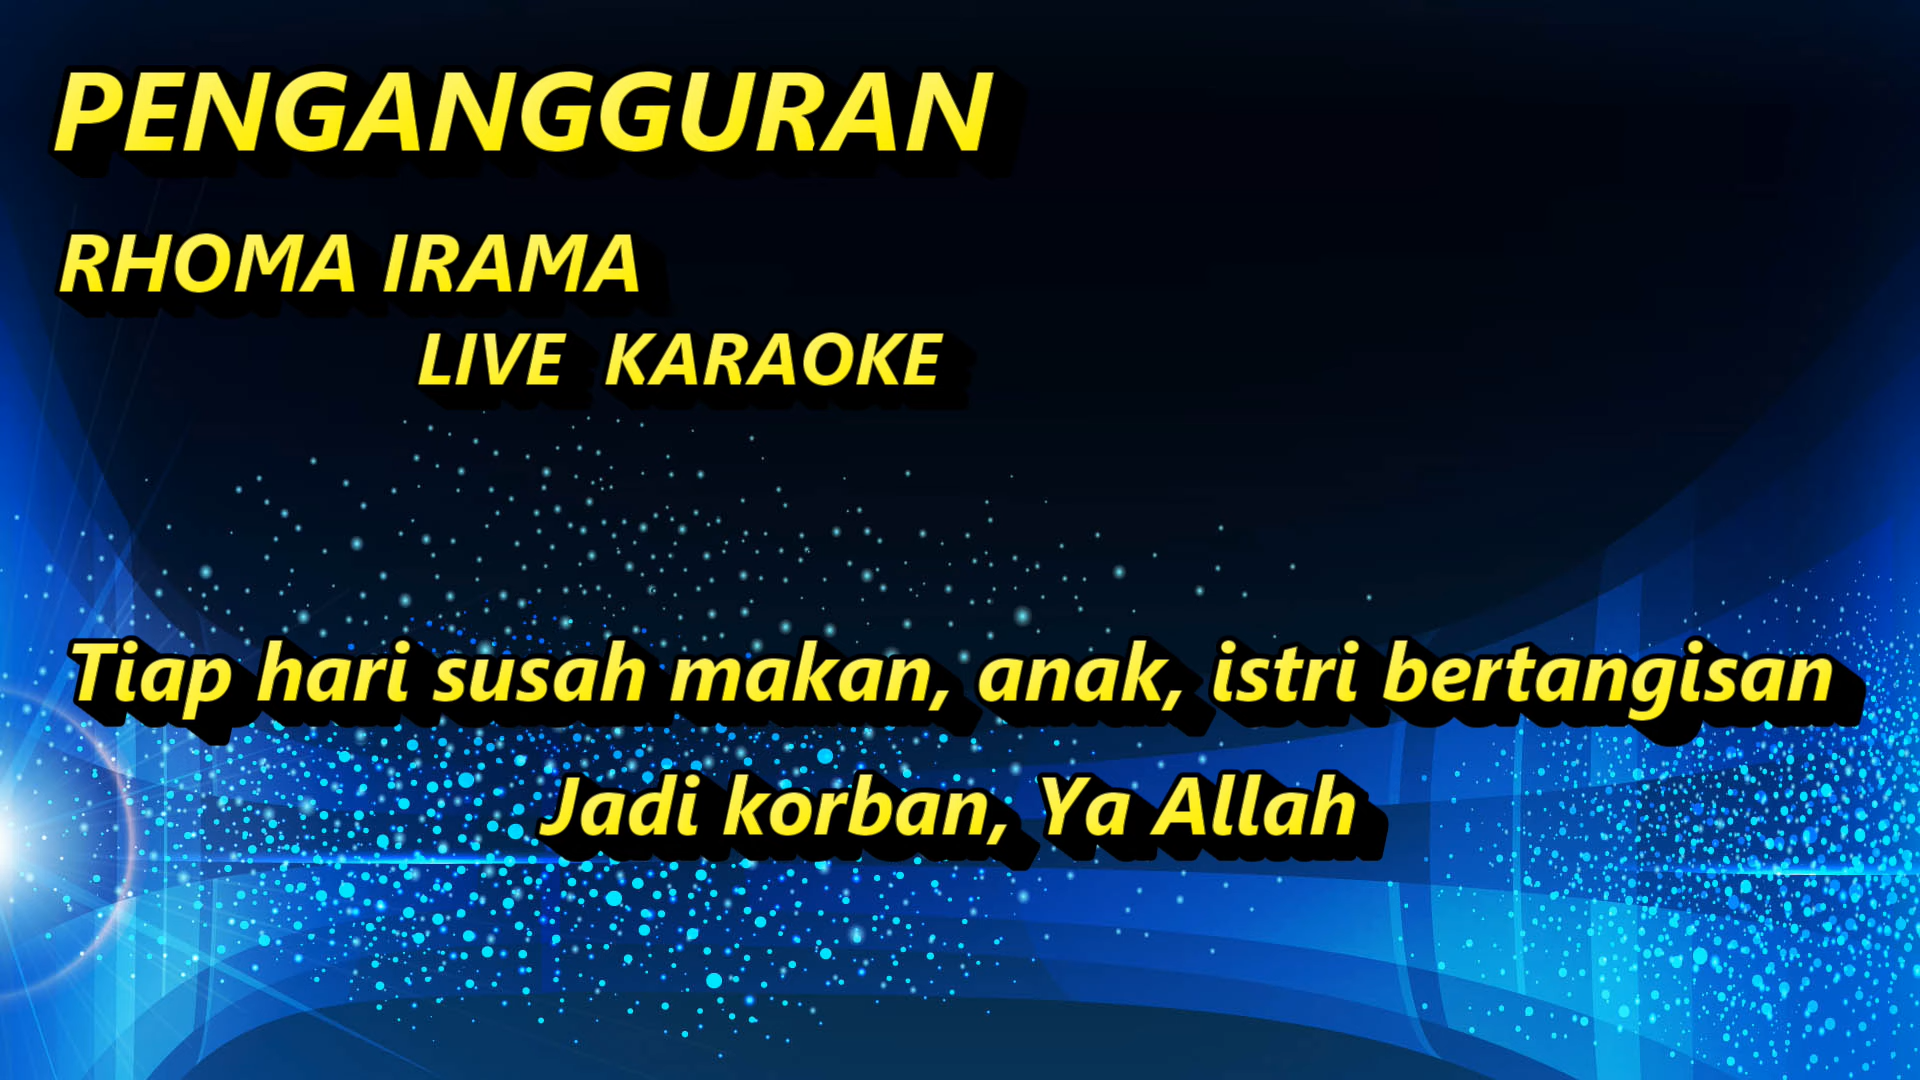 PENGANGGURAN
RHOMA IRAMA
LIVE KARAOKE
Tiap hari susah makan, anak, istri bertangisan
Jadi korban, Ya Allah